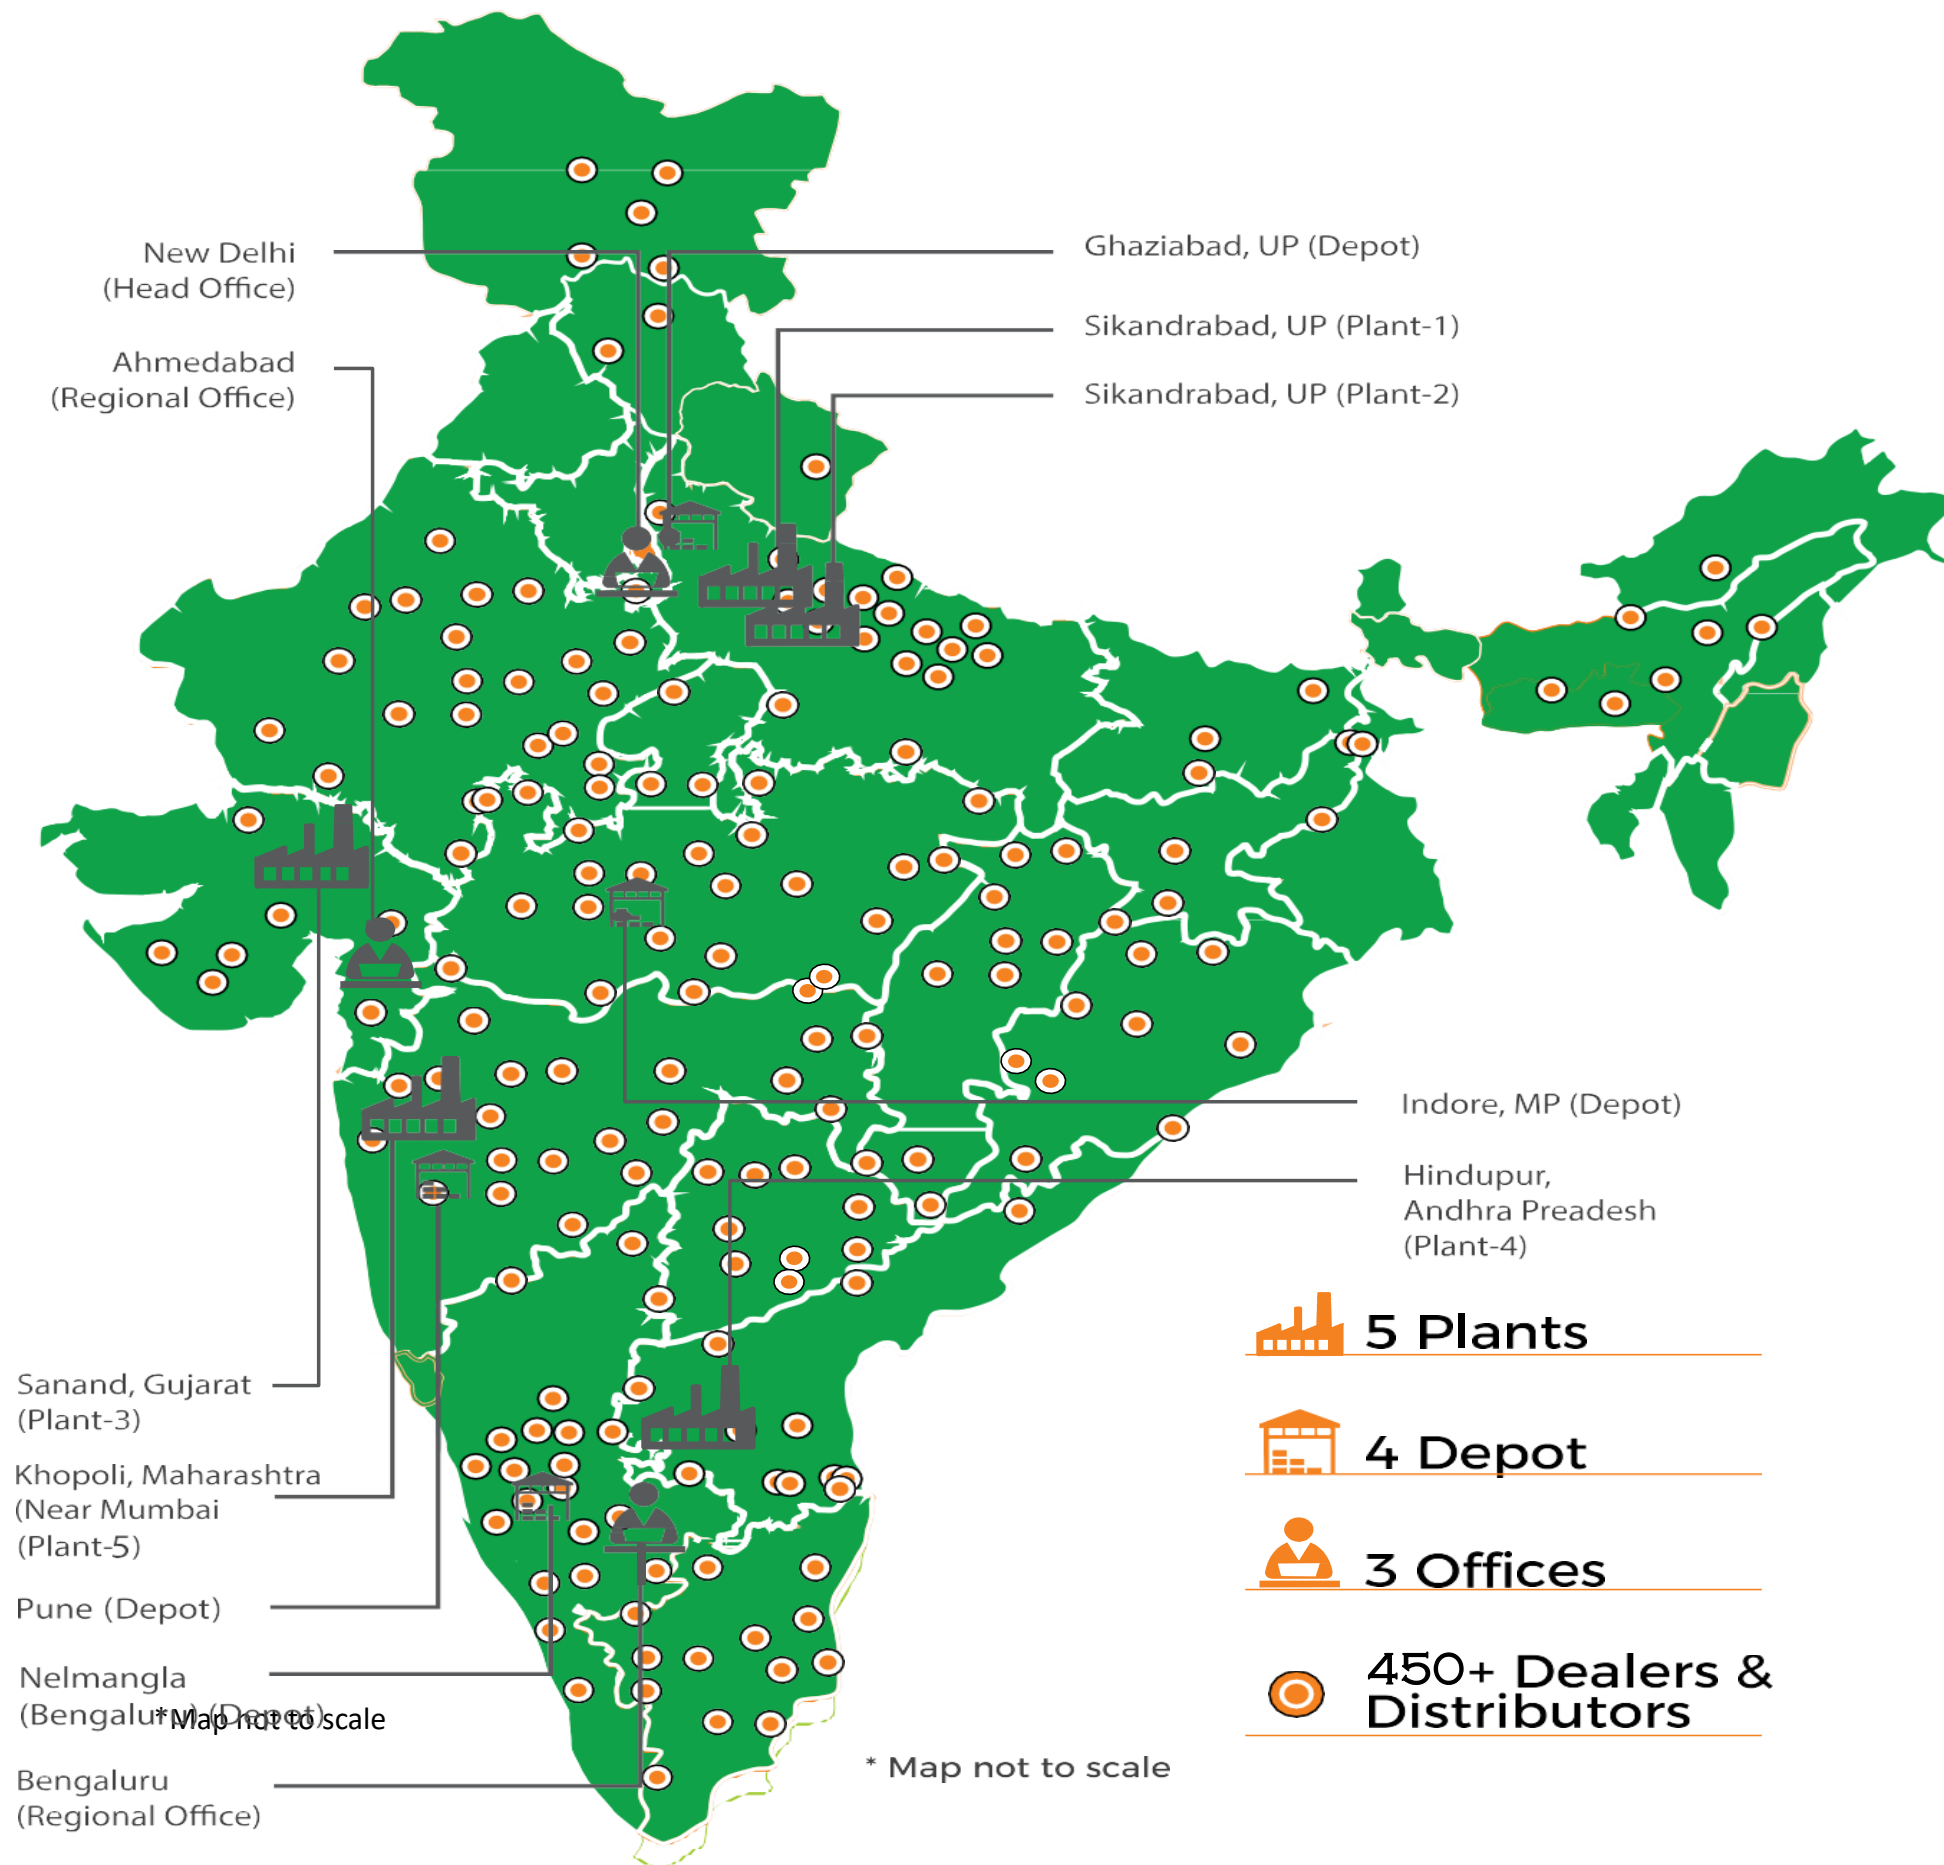 New Delhi
(Head Office)
Ahmedabad
(Regional Office)
Ghaziabad, UP (Depot)
Sikandrabad, UP (Plant-1)
Sikandrabad, UP (Plant-2)
Indore, MP (Depot)
Hindupur,
Andhra Preadesh
(Plant-4)
Sanand, Gujarat
(Plant-3)
Khopoli, Maharashtra
(Near Mumbai
(Plant-5)
Pune (Depot)
Nelmangla
(Bengaluru) (Depot)
*Map not to scale
Bengaluru
(Regional Office)
5 Plants
4 Depot
3 Offices
450+ Dealers &
Distributors
* Map not to scale